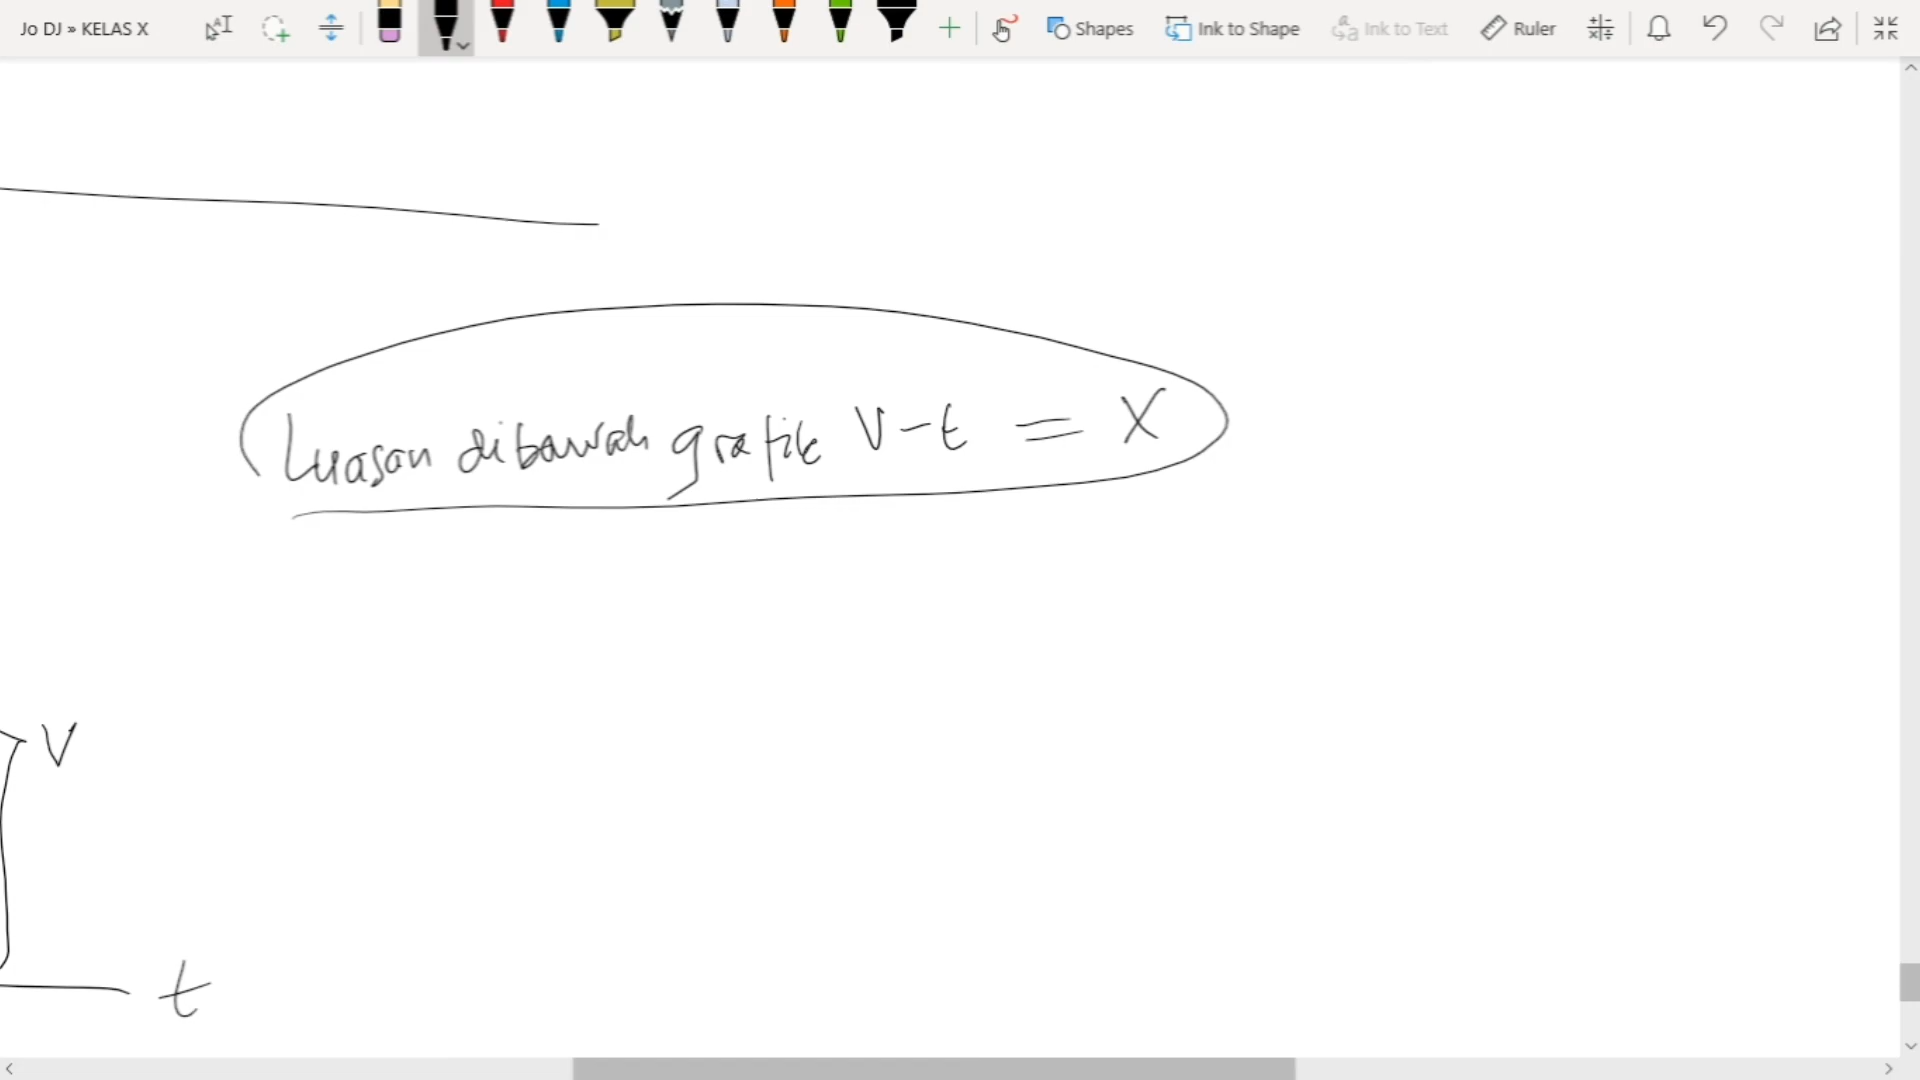 Jo DJ » KELAS X
Shapes
Ink to Shape
Ink to Text
Ruler
Luasan dibawah grafik V-t = X
V
t